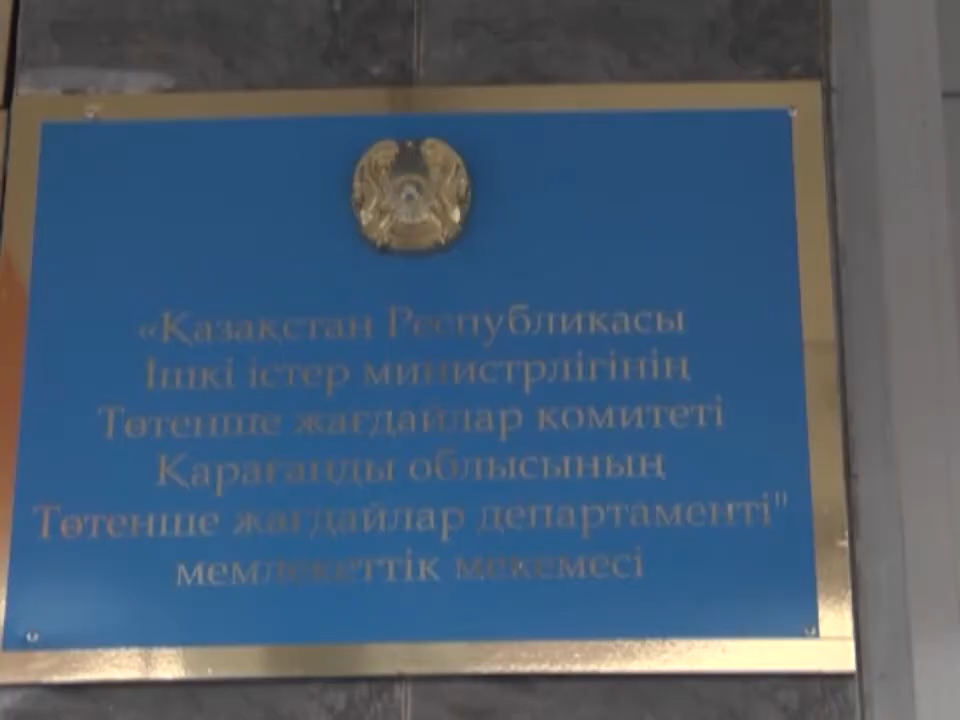 «Қазақстан Республикасы
Ішкі істер министрлігінің
Төтенше жағдайлар комитеті
Қарағанды облысының
Төтенше жағдайлар департаменті"
мемлекеттік мекемесі